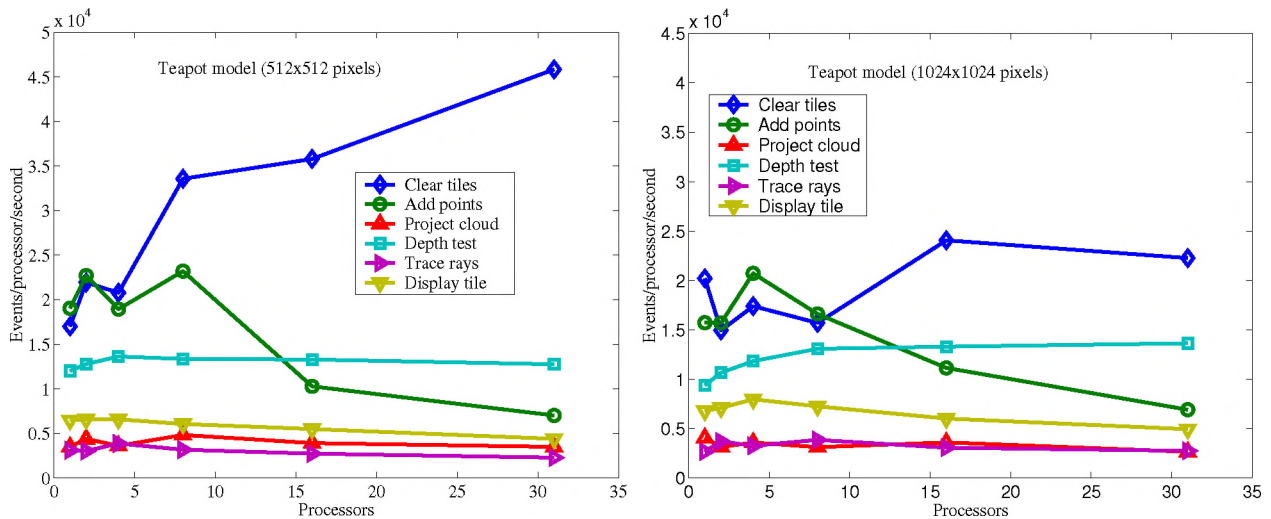 x 10⁴
5
4.5
4
3.5
3
2.5
2
1.5
1
0.5
0
Events/processor/second
Teapot model (512x512 pixels)
Clear tiles
Add points
Project cloud
Depth test
Trace rays
Display tile
0 5 10 15 20 25 30 35
Processors
x 10⁴
4.5
4
3.5
3
2.5
2
1.5
1
0.5
0
Events/processor/second
Teapot model (1024x1024 pixels)
Clear tiles
Add points
Project cloud
Depth test
Trace rays
Display tile
0 5 10 15 20 25 30 35
Processors